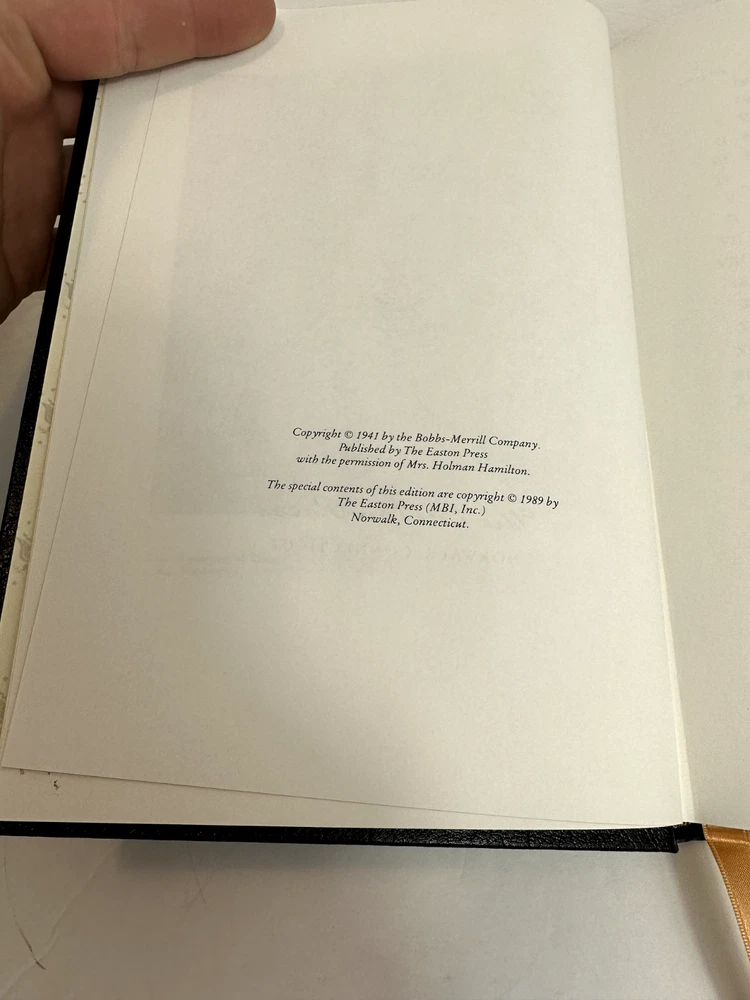 Copyright © 1941 by the Bobbs-Merrill Company.
Published by The Easton Press
with the permission of Mrs. Holman Hamilton.
The special contents of this edition are copyright © 1989 by
The Easton Press (MBI, Inc.)
Norwalk, Connecticut.